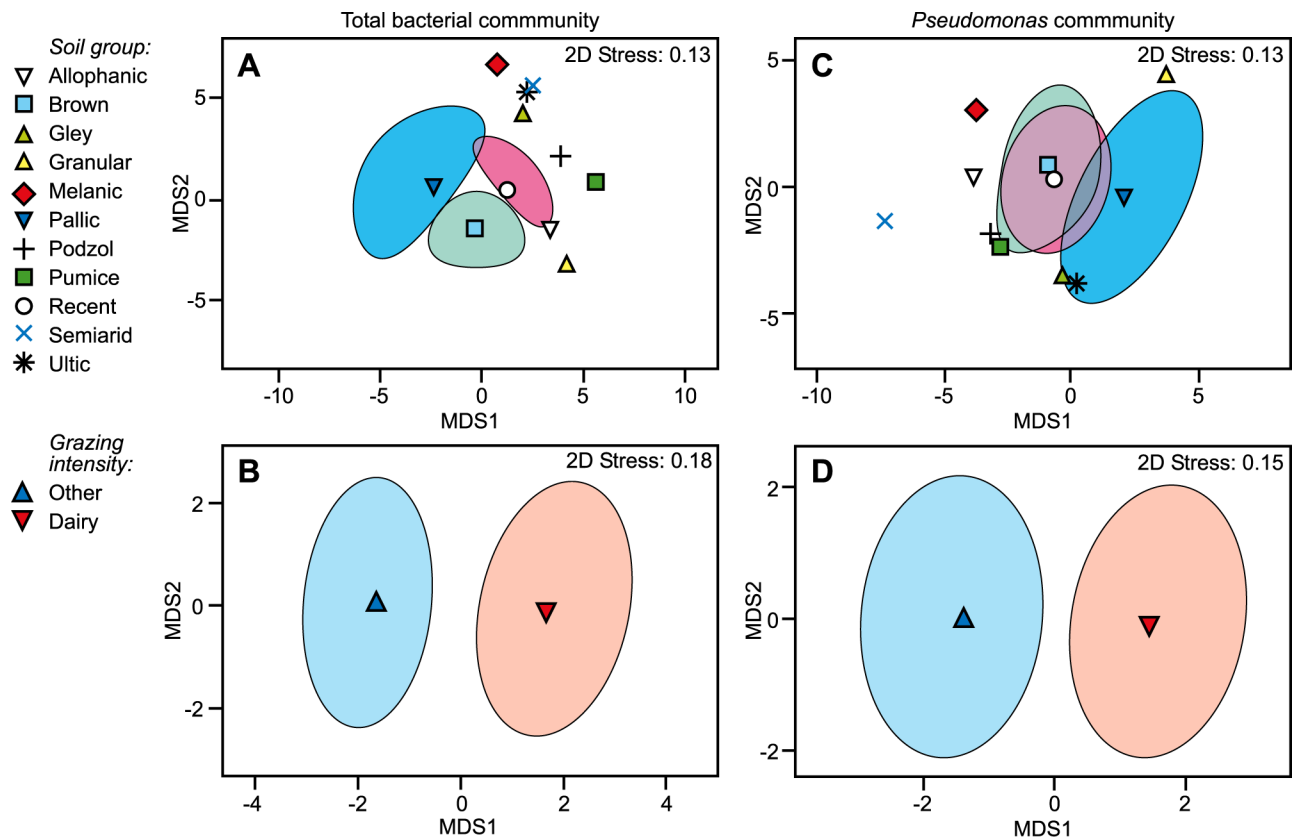 Total bacterial commmunity
Pseudomonas commmunity
Soil group:
Allophanic
Brown
Gley
Granular
Melanic
Pallic
Podzol
Pumice
Recent
Semiarid
Ultic
Grazing
intensity:
Other
Dairy
A
2D Stress: 0.13
MDS2
5
0
-5
-10
-5
0
5
10
MDS1
C
2D Stress: 0.13
MDS2
5
0
-5
-10
-5
0
5
MDS1
B
2D Stress: 0.18
MDS2
2
0
-2
-4
-2
0
2
4
MDS1
D
2D Stress: 0.15
MDS2
2
0
-2
-2
0
2
MDS1